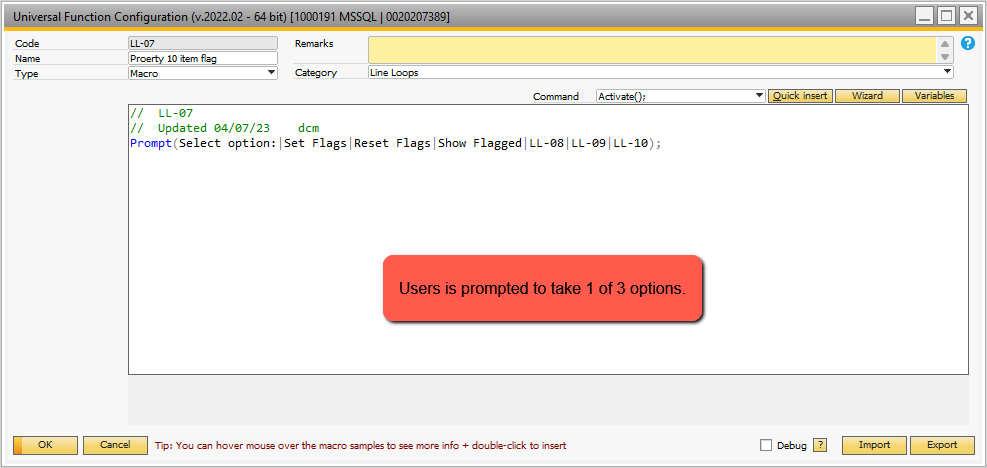 Universal Function Configuration (v.2022.02 - 64 bit) [1000191 MSSQL | 0020207389]
Code LL-07 Remarks ?
Name Proerty 10 item flag
Type Macro Category Line Loops
Command Activate(); Quick insert Wizard Variables
// LL-07
// Updated 04/07/23 dcm
Prompt(Select option:|Set Flags|Reset Flags|Show Flagged|LL-08|LL-09|LL-10);
Users is prompted to take 1 of 3 options.
OK Cancel Tip: You can hover mouse over the macro samples to see more info + double-click to insert Debug ? Import Export